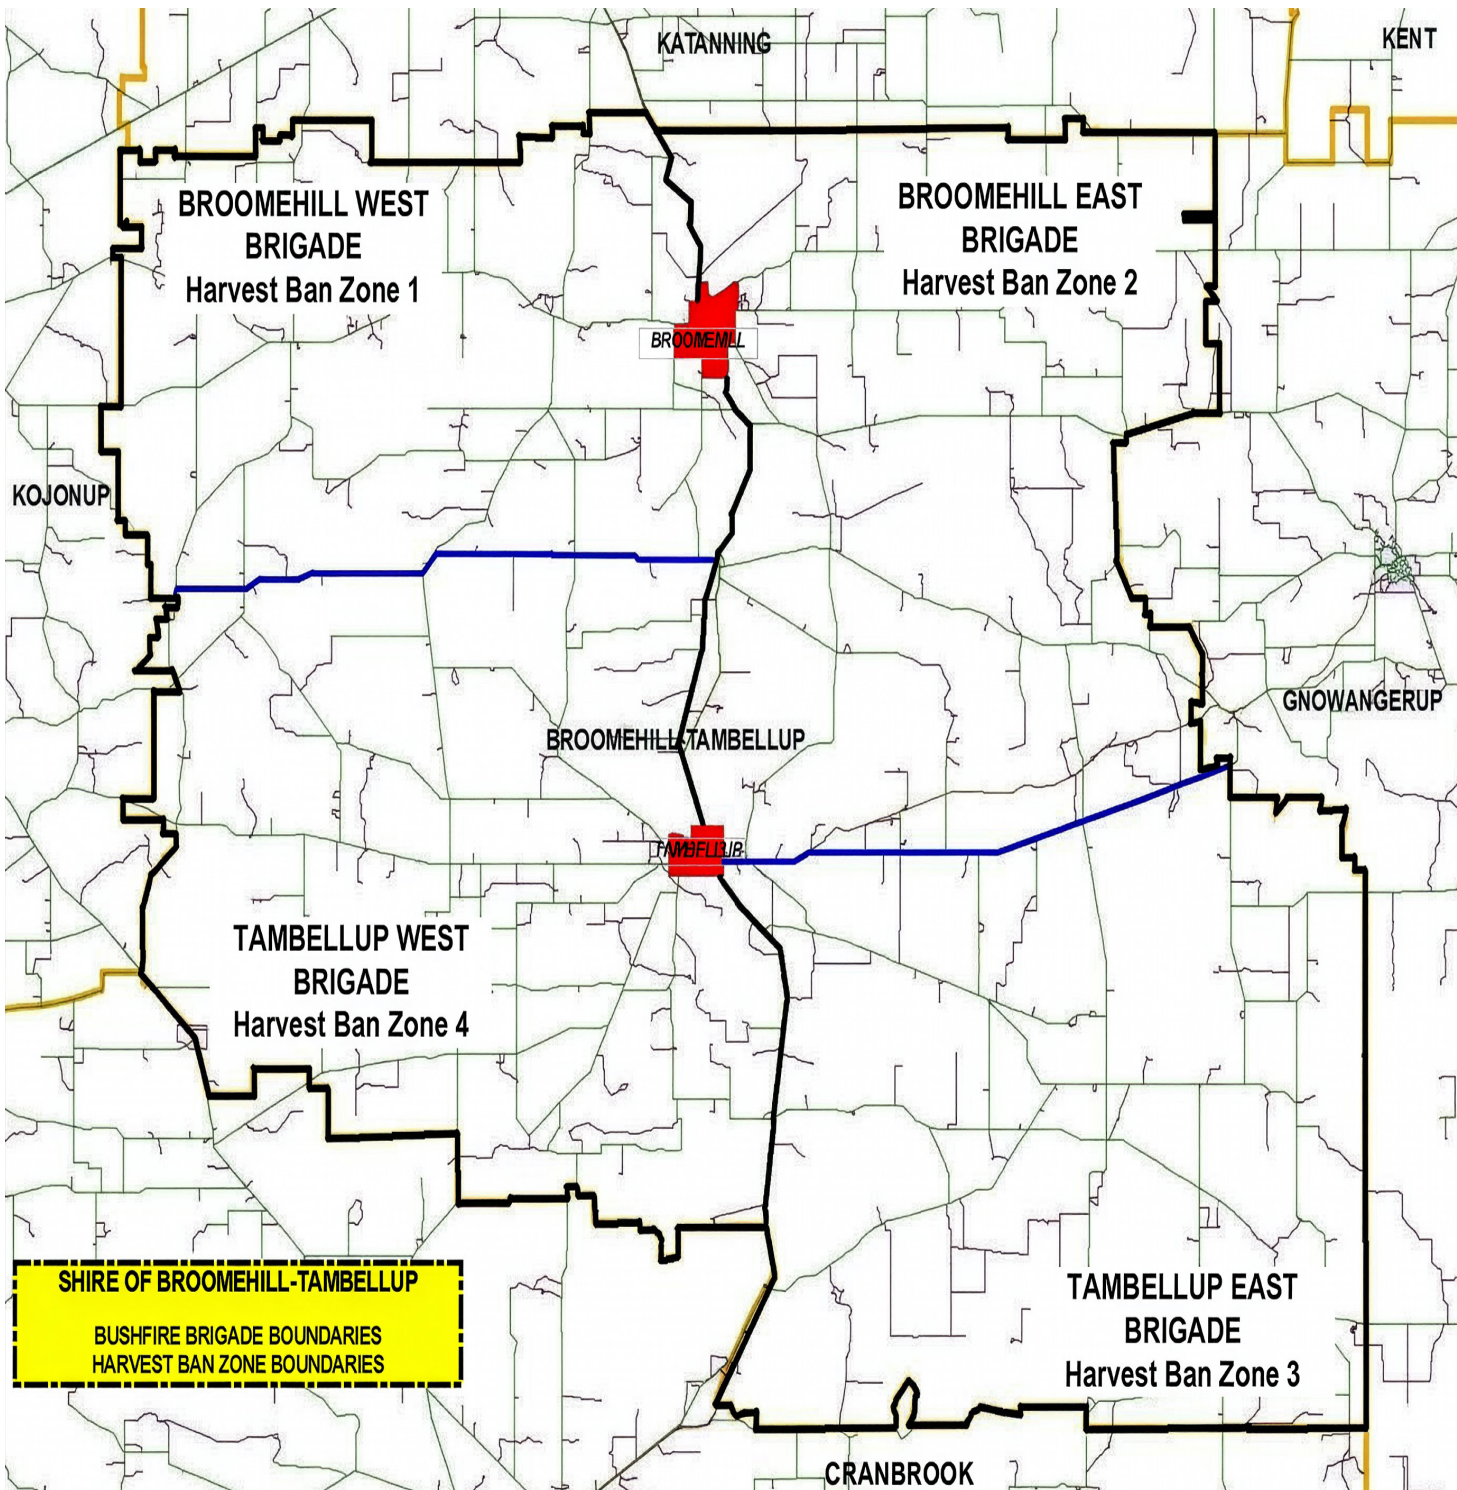 KATANNING
KENT
BROOMEHILL WEST
BRIGADE
Harvest Ban Zone 1
BROOMEHILL EAST
BRIGADE
Harvest Ban Zone 2
KOJONUP
GNOWANGERUP
BROOMEHILL-TAMBELLUP
TAMBELLUP WEST
BRIGADE
Harvest Ban Zone 4
SHIRE OF BROOMEHILL-TAMBELLUP
BUSHFIRE BRIGADE BOUNDARIES
HARVEST BAN ZONE BOUNDARIES
TAMBELLUP EAST
BRIGADE
Harvest Ban Zone 3
CRANBROOK